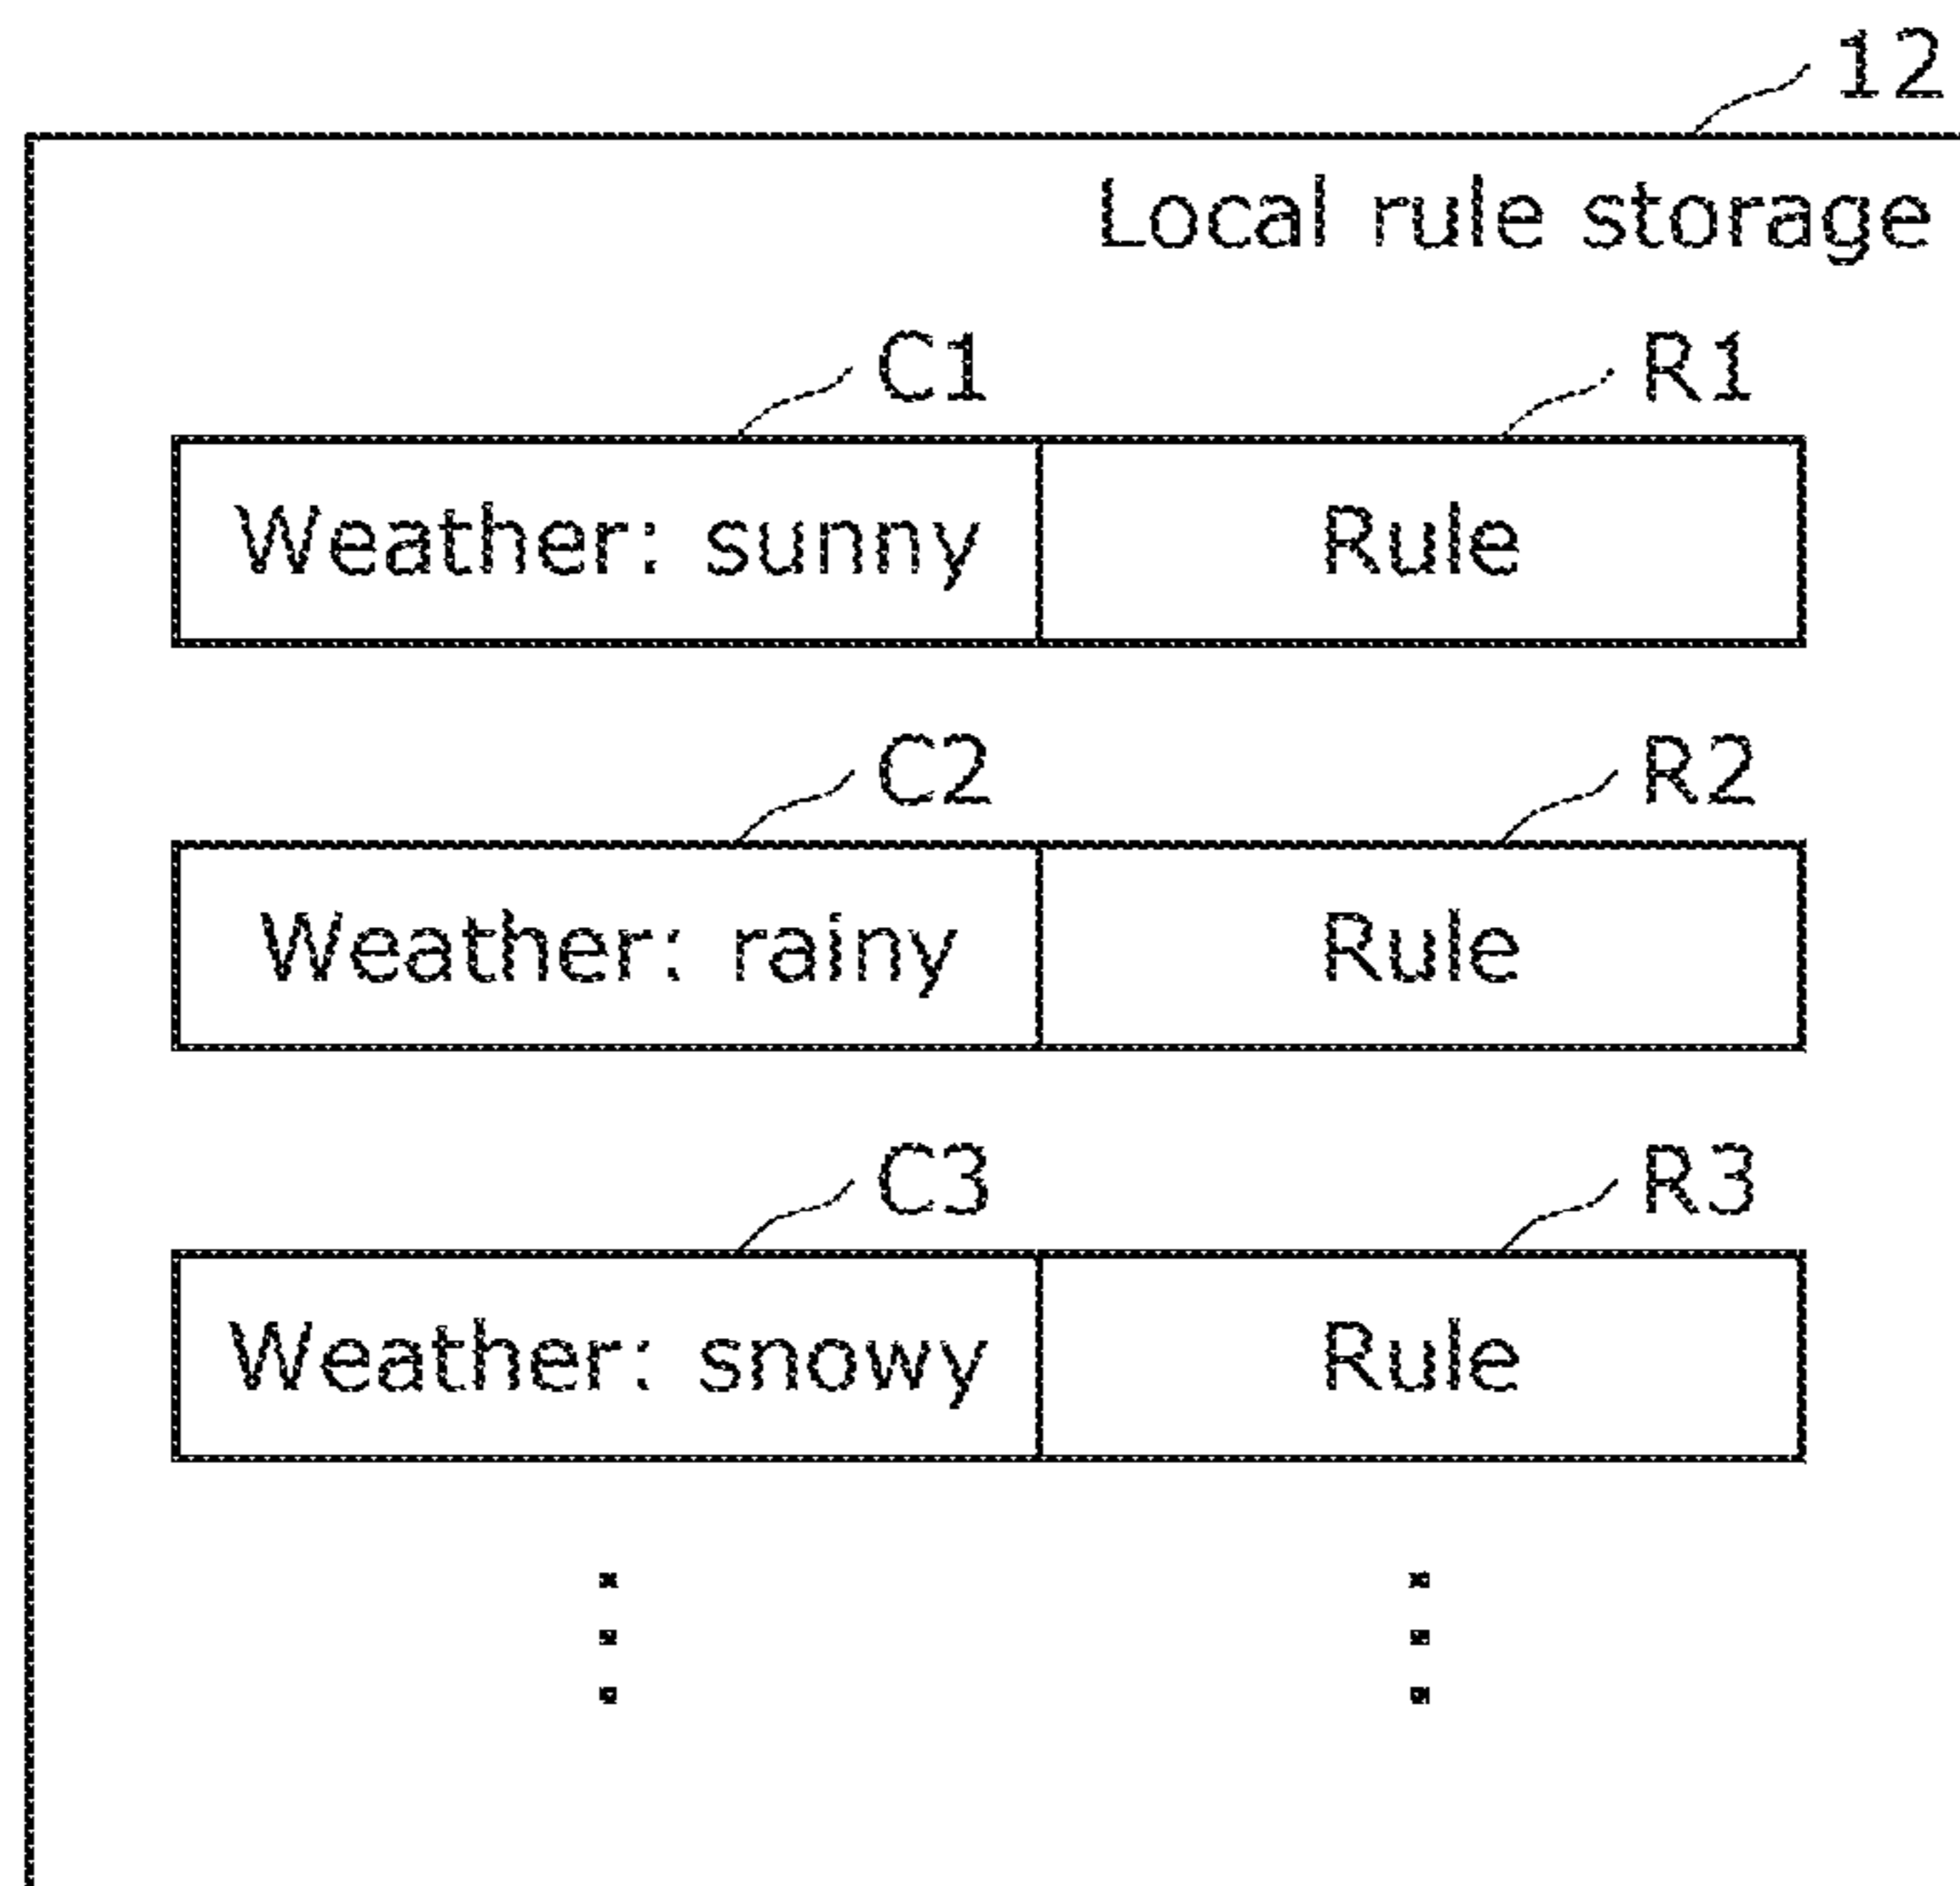 12
Local rule storage
C1 R1
Weather: sunny Rule
C2 R2
Weather: rainy Rule
C3 R3
Weather: snowy Rule